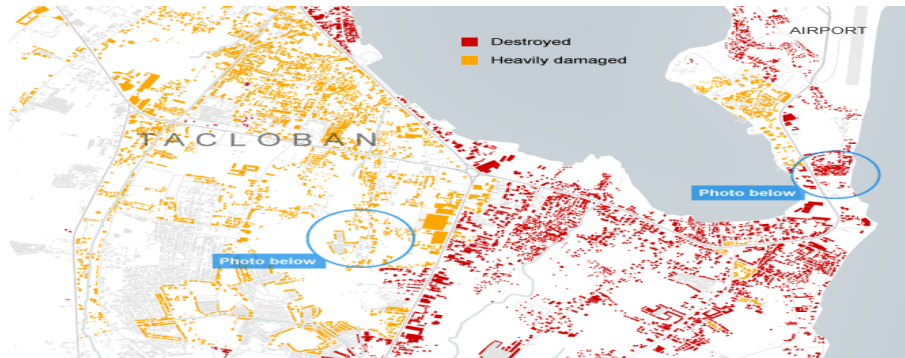 AIRPORT
Destroyed
Heavily damaged
TACLOBAN
Photo below
Photo below